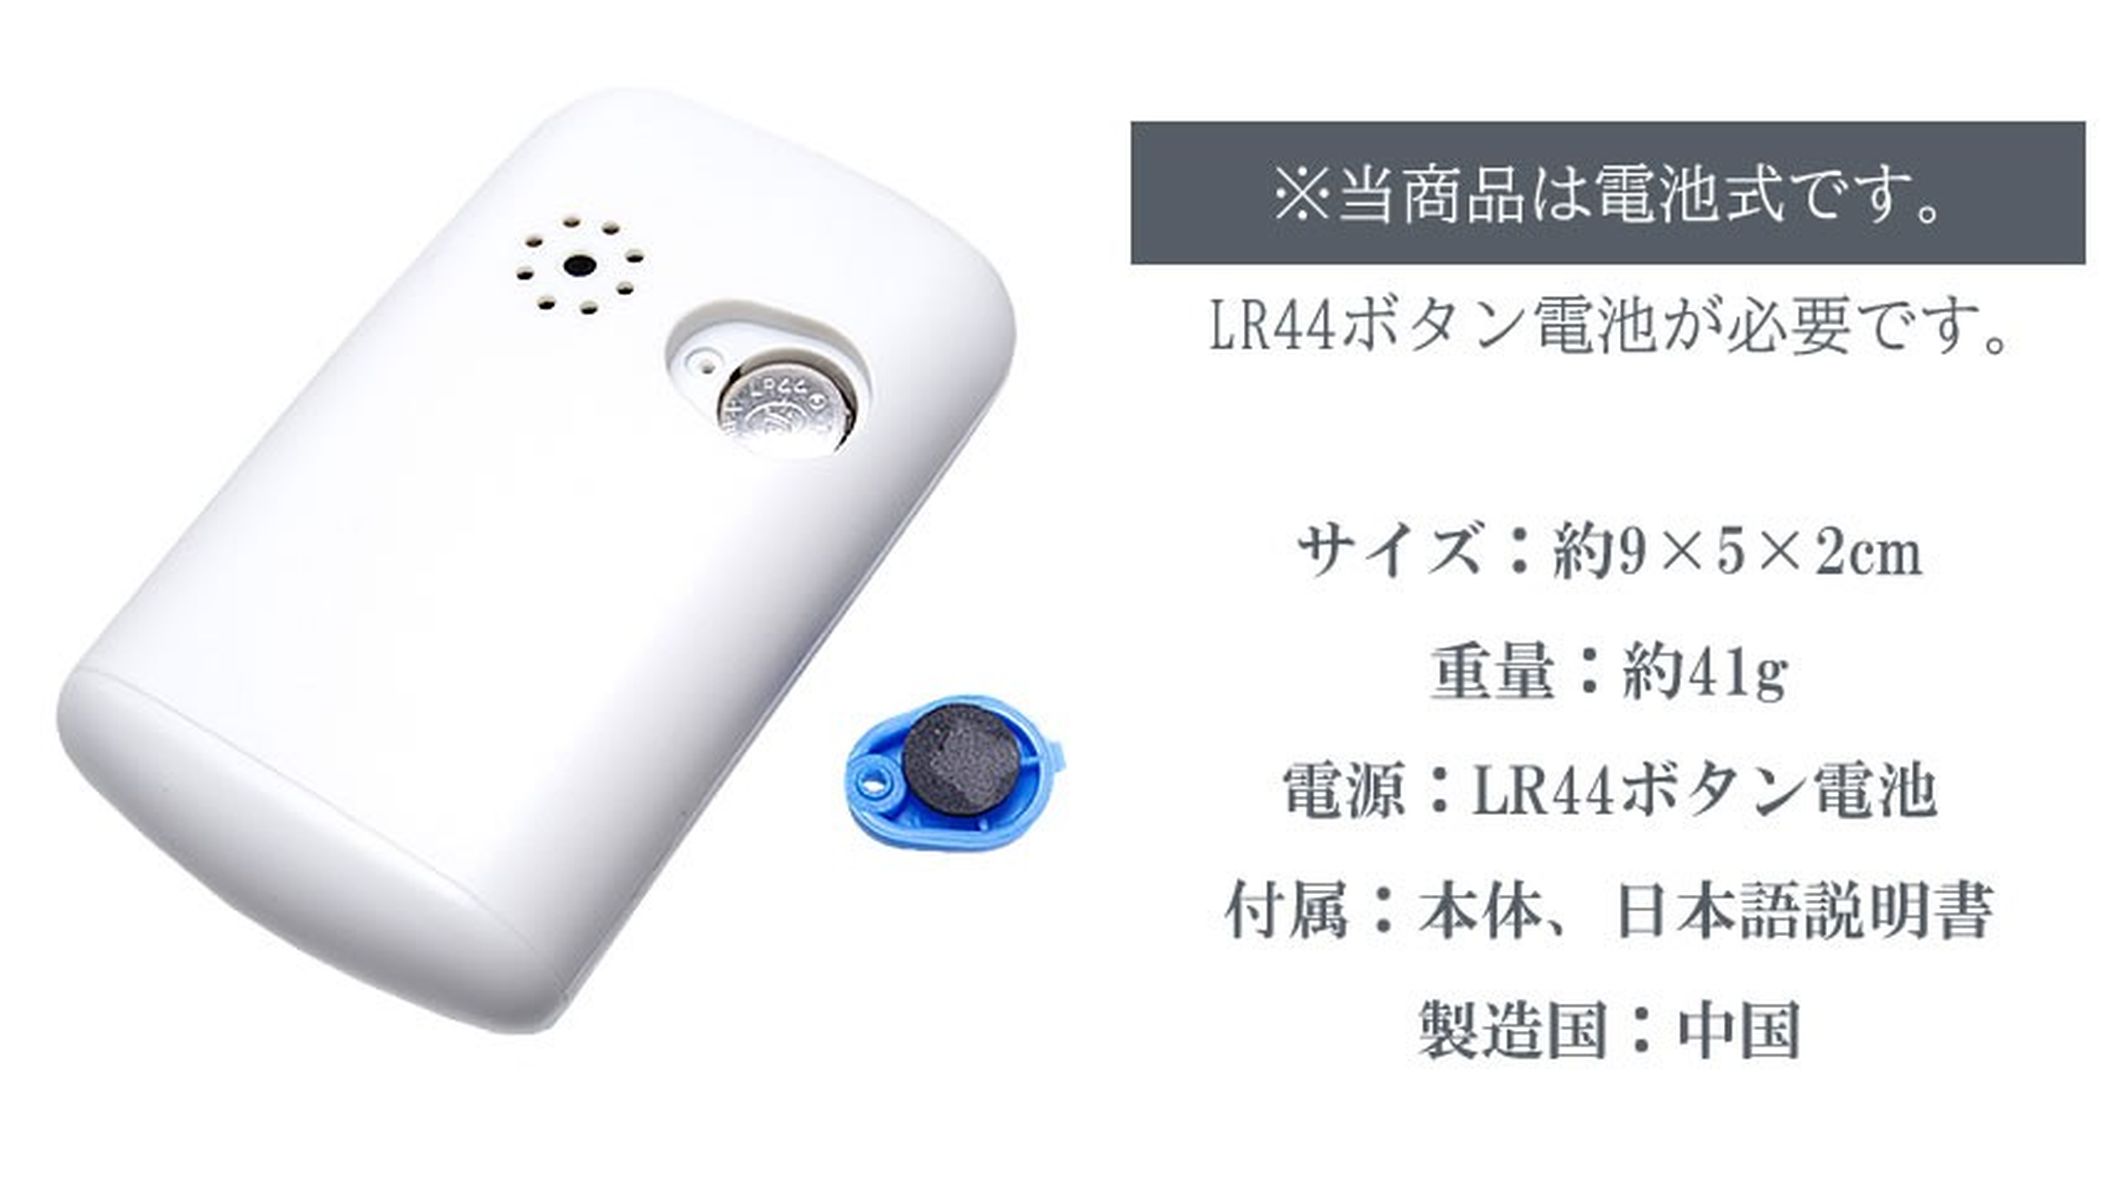 ※当商品は電池式です。
LR44ボタン電池が必要です。
サイズ：約9×5×2cm
重量：約41g
電源：LR44ボタン電池
付属：本体、日本語説明書
製造国：中国
LR44